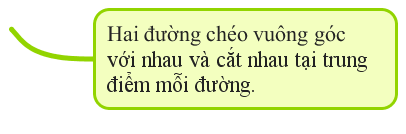 Hai đường chéo vuông góc
với nhau và cắt nhau tại trung
điểm mỗi đường.